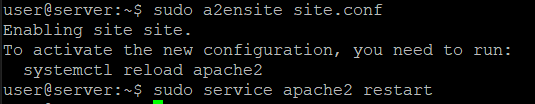 user@server:~$ sudo a2ensite site.conf
Enabling site site.
To activate the new configuration, you need to run:
  systemctl reload apache2
user@server:~$ sudo service apache2 restart